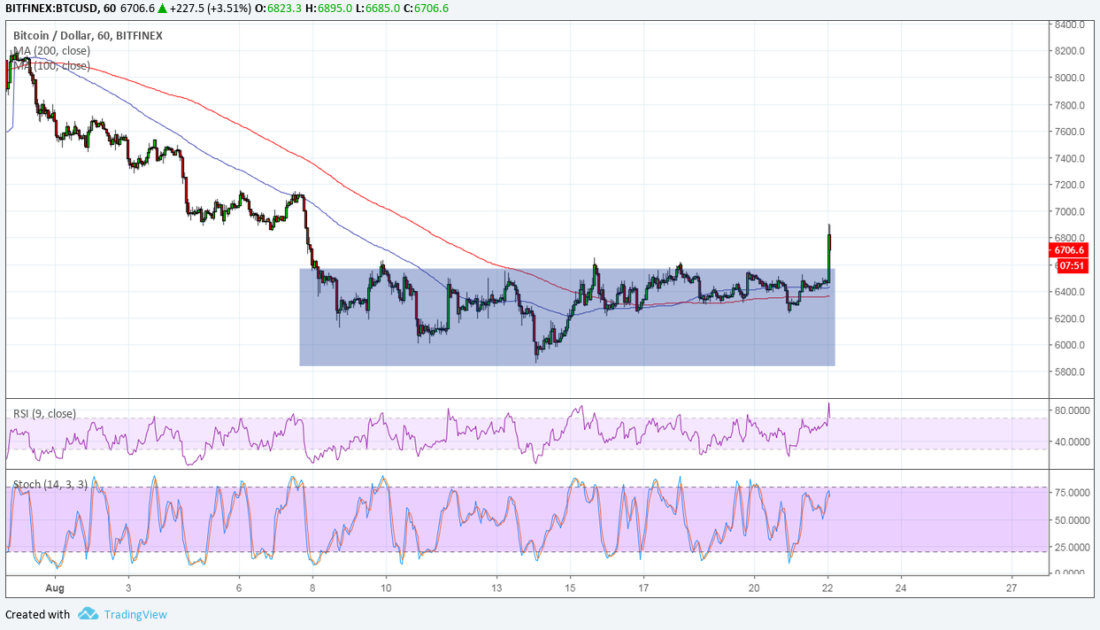 BITFINEX:BTCUSD, 60 6706.6 ▲ +227.5 (+3.51%) O:6823.3 H:6895.0 L:6685.0 C:6706.6
Bitcoin / Dollar, 60, BITFINEX
MA (200, close)
MA (100, close)
8400.0
8200.0
8000.0
7800.0
7600.0
7400.0
7200.0
7000.0
6800.0
6706.6
07:51
6400.0
6200.0
6000.0
5800.0
RSI (9, close)
80.0000
40.0000
Stoch (14, 3, 3)
75.0000
50.0000
25.0000
0.0000
Aug 3 6 8 10 13 15 17 20 22 24 27
Created with TradingView